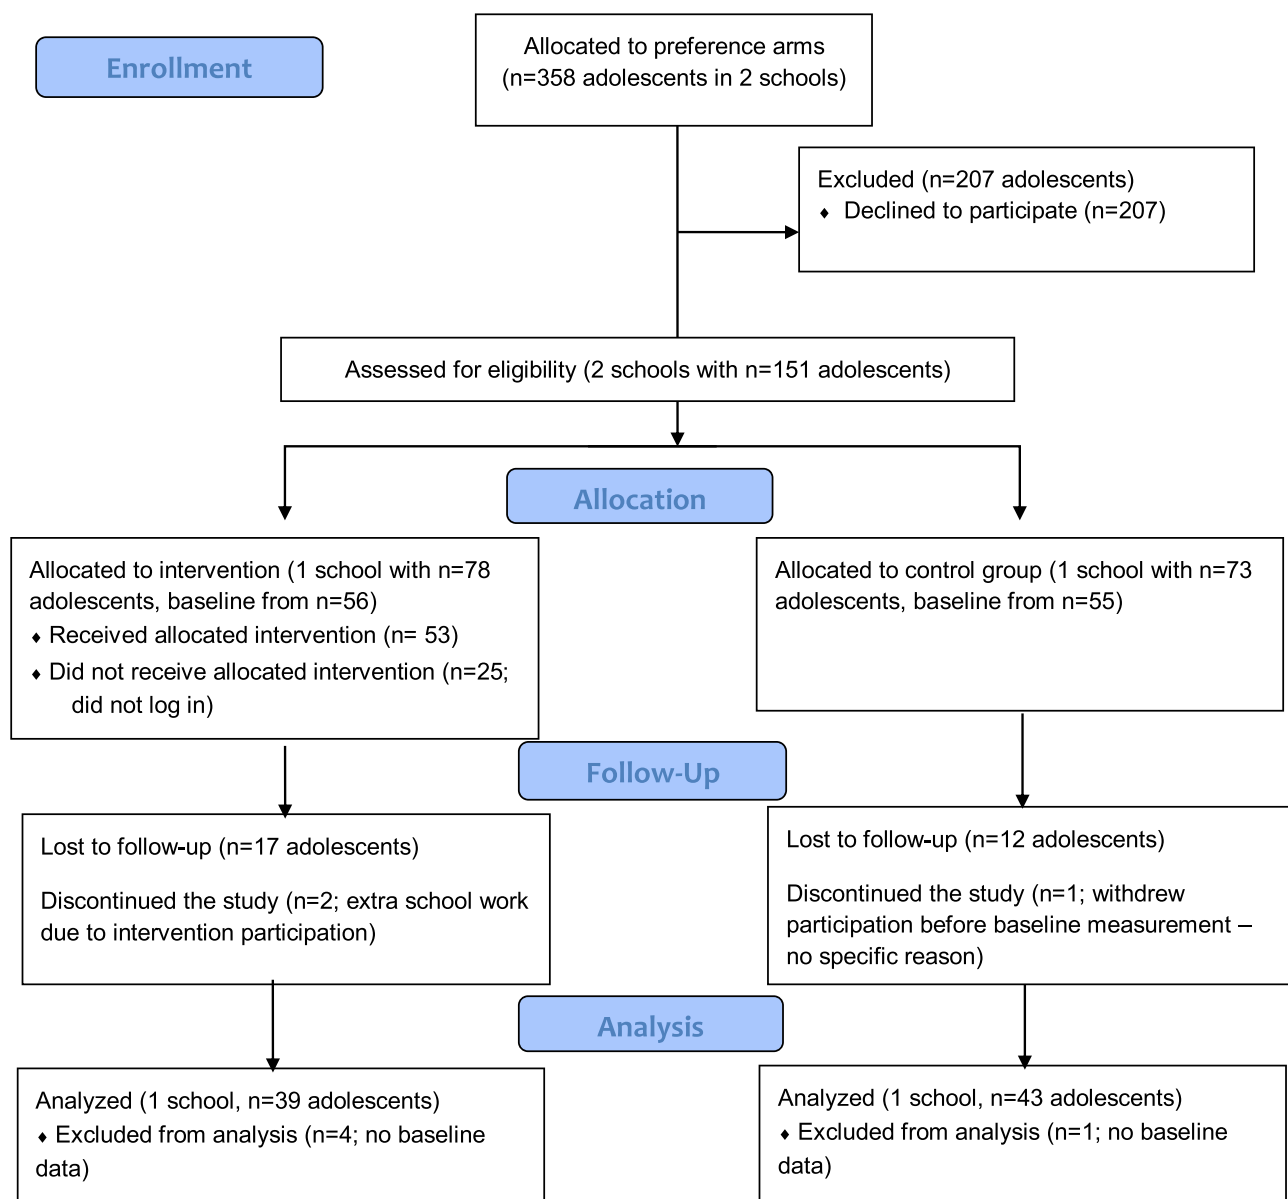 Enrollment
Allocated to preference arms
(n=358 adolescents in 2 schools)
Excluded (n=207 adolescents)
♦ Declined to participate (n=207)
Assessed for eligibility (2 schools with n=151 adolescents)
Allocation
Allocated to intervention (1 school with n=78
adolescents, baseline from n=56)
♦ Received allocated intervention (n= 53)
♦ Did not receive allocated intervention (n=25;
did not log in)
Allocated to control group (1 school with n=73
adolescents, baseline from n=55)
Follow-Up
Lost to follow-up (n=17 adolescents)
Discontinued the study (n=2; extra school work
due to intervention participation)
Lost to follow-up (n=12 adolescents)
Discontinued the study (n=1; withdrew
participation before baseline measurement –
no specific reason)
Analysis
Analyzed (1 school, n=39 adolescents)
♦ Excluded from analysis (n=4; no baseline
data)
Analyzed (1 school, n=43 adolescents)
♦ Excluded from analysis (n=1; no baseline
data)